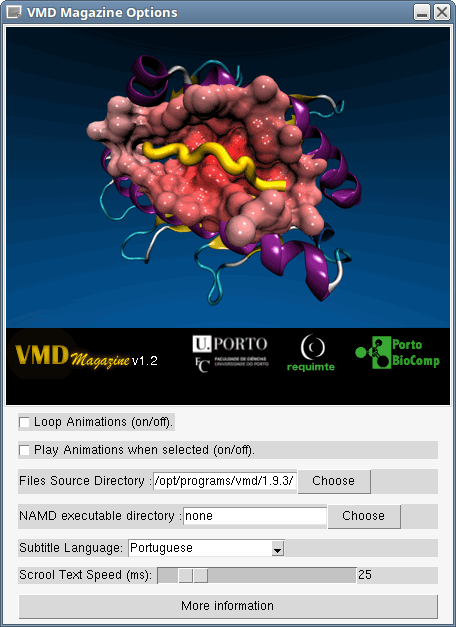 VMD Magazine Options
VMD Magazine v1.2
U. PORTO
FC FACULDADE DE CIÊNCIAS
UNIVERSIDADE DO PORTO
requimte
Porto
BioComp
Loop Animations (on/off).
Play Animations when selected (on/off).
Files Source Directory : /opt/programs/vmd/1.9.3/ Choose
NAMD executable directory : none Choose
Subtitle Language: Portuguese
Scrool Text Speed (ms): 25
More information